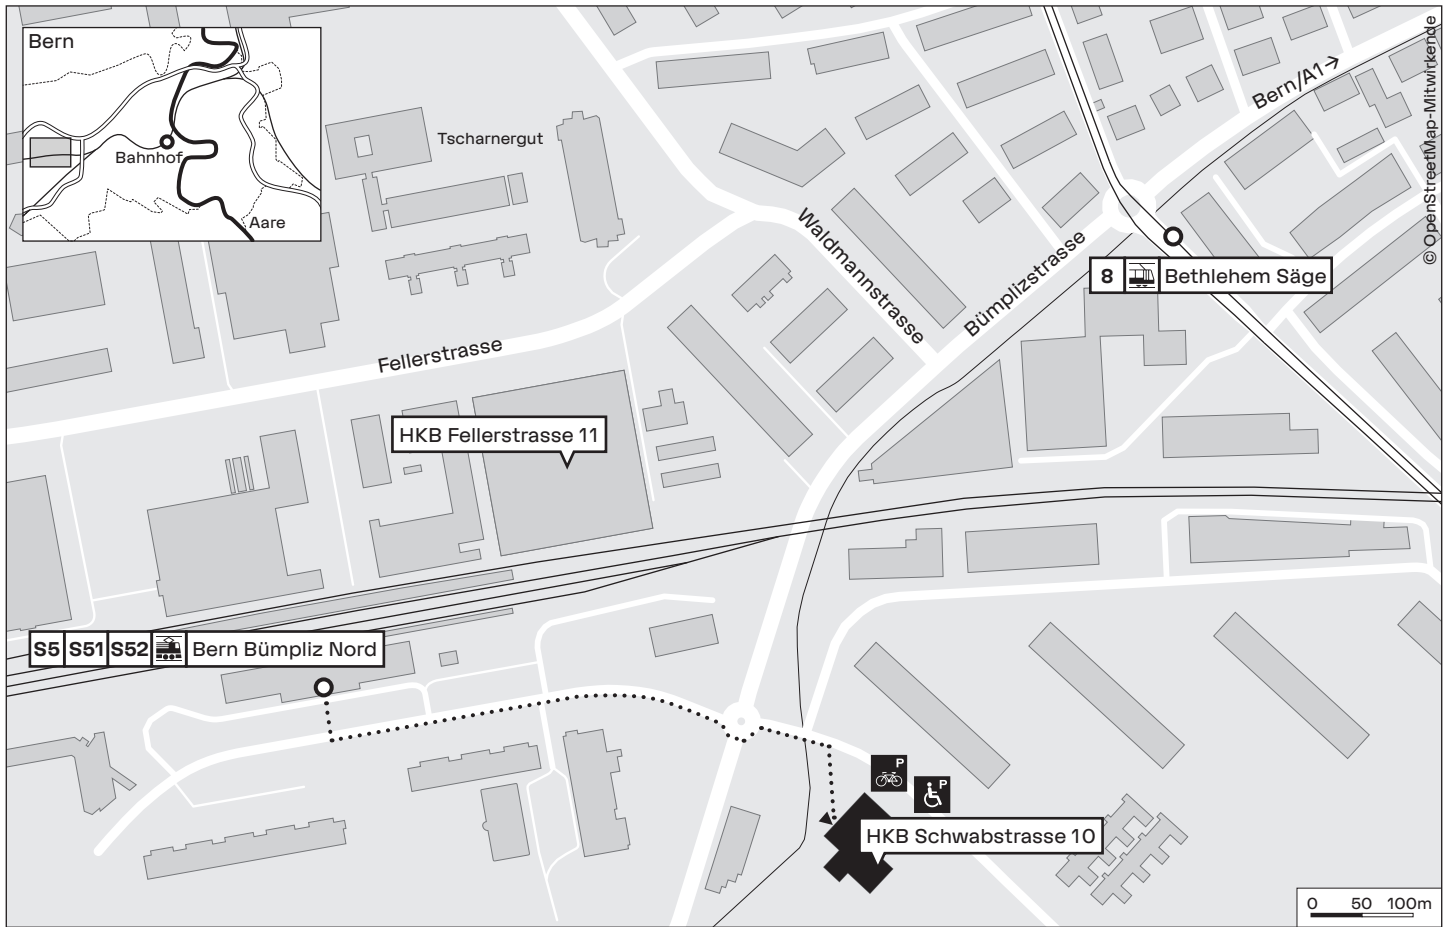 Bern
Bahnhof
Aare
© OpenStreetMap-Mitwirkende
Bern/A1→
Tscharnergut
Waldmannstrasse
Bümplizstrasse
8 Bethlehem Säge
Fellerstrasse
HKB Fellerstrasse 11
S5 S51 S52 Bern Bümpliz Nord
P
P
HKB Schwabstrasse 10
0 50 100m